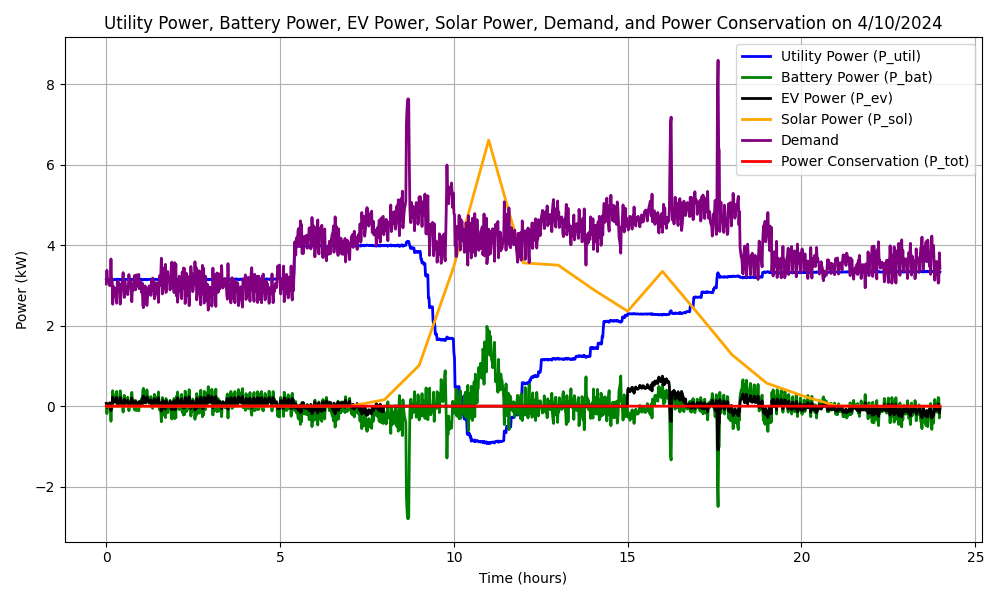 Utility Power, Battery Power, EV Power, Solar Power, Demand, and Power Conservation on 4/10/2024
Utility Power (P_util)
Battery Power (P_bat)
EV Power (P_ev)
Solar Power (P_sol)
Demand
Power Conservation (P_tot)
Power (kW)
8
6
4
2
0
−2
0 5 10 15 20 25
Time (hours)